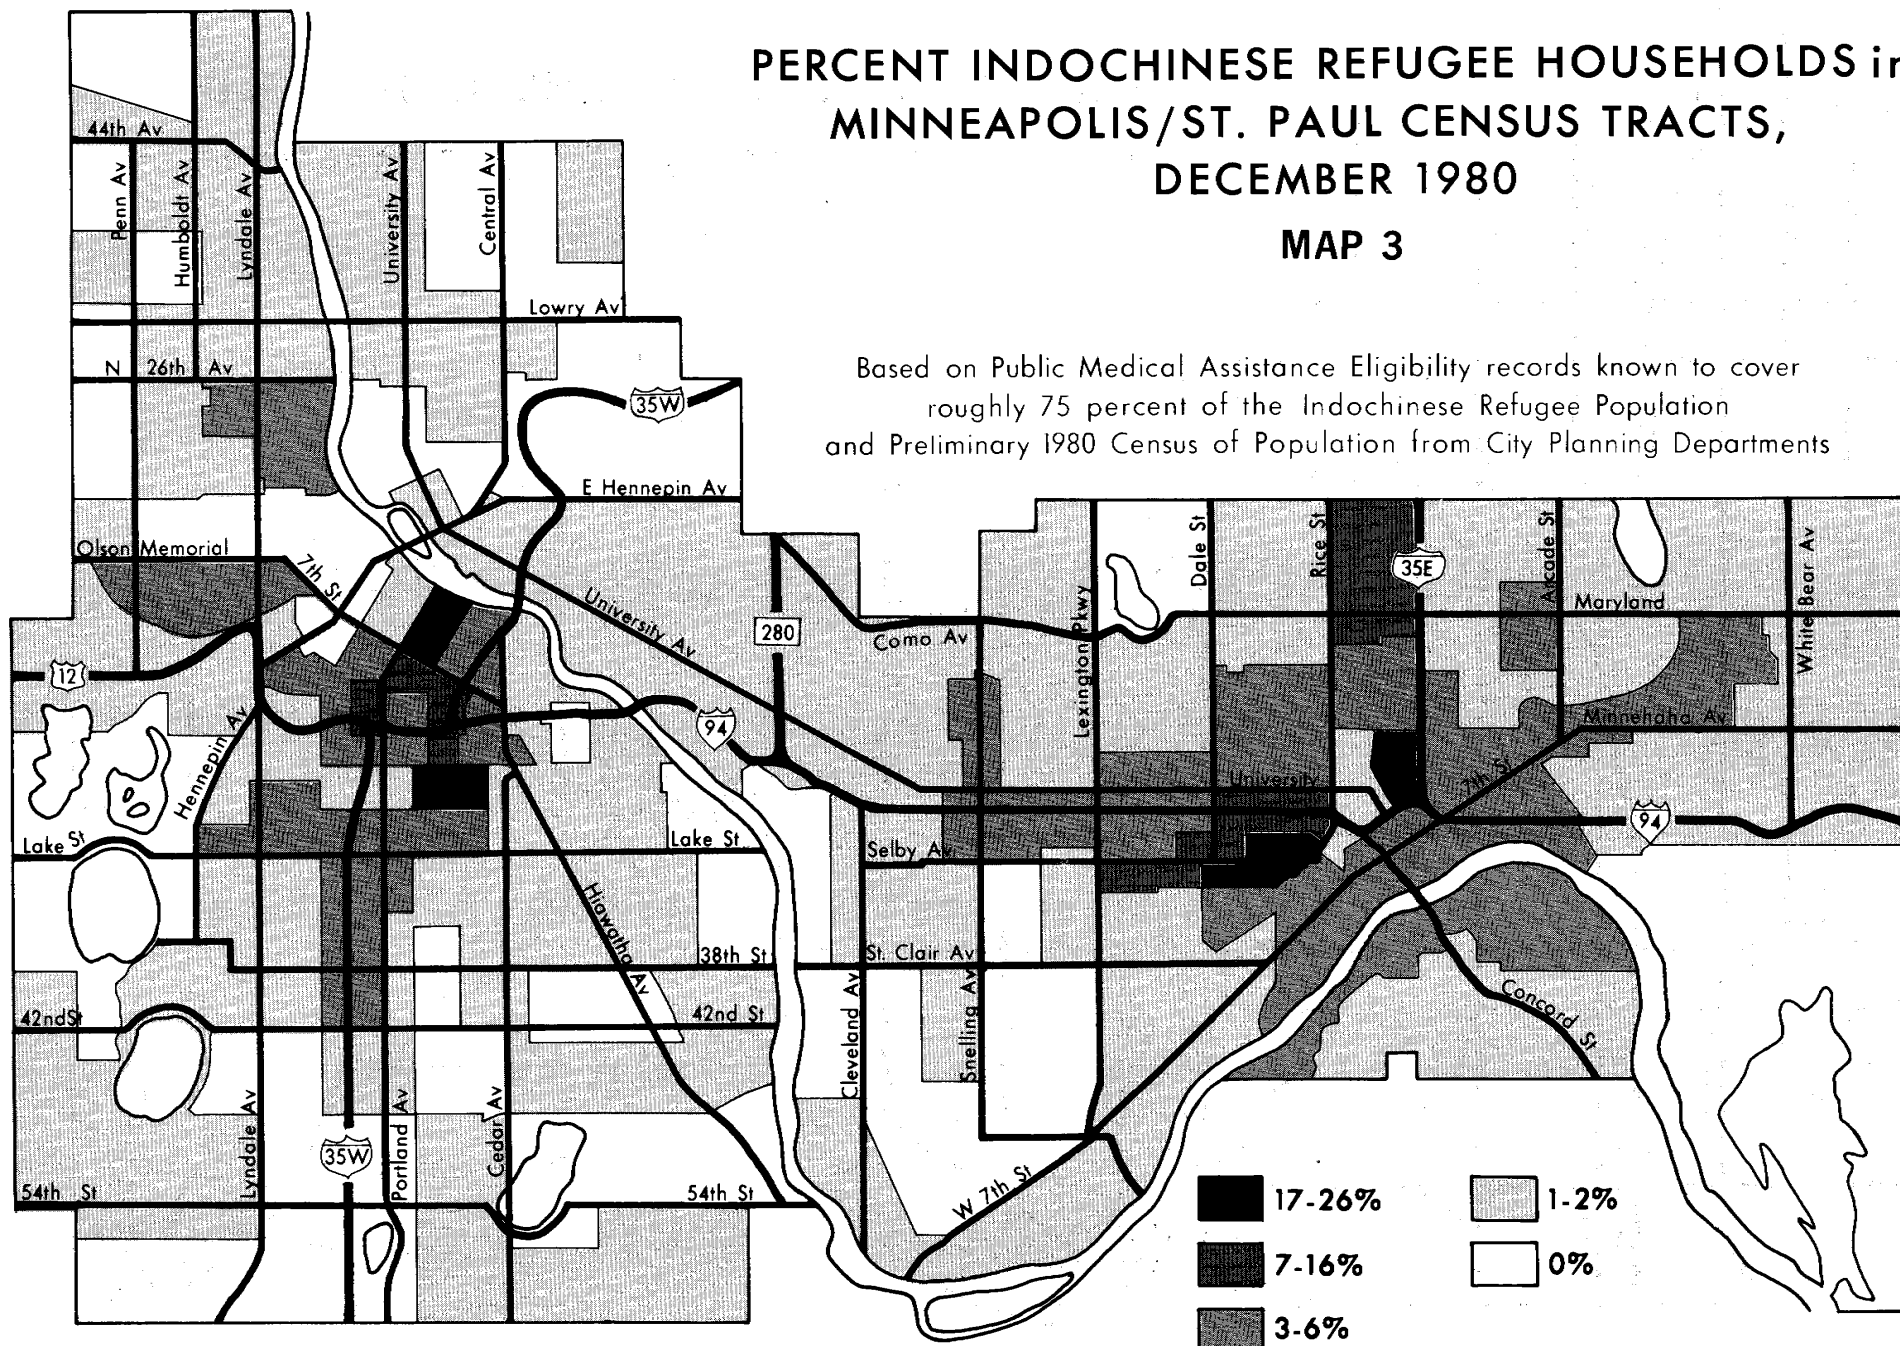 PERCENT INDOCHINESE REFUGEE HOUSEHOLDS in
MINNEAPOLIS/ST. PAUL CENSUS TRACTS,
DECEMBER 1980
MAP 3
Based on Public Medical Assistance Eligibility records known to cover
roughly 75 percent of the Indochinese Refugee Population
and Preliminary 1980 Census of Population from City Planning Departments
44th Av
Penn Av
Humboldt Av
Lyndale Av
University Av
Central Av
Lowry Av
N 26th Av
35W
E Hennepin Av
Olson Memorial
7th St
University Av
280
Como Av
Lexington Pkwy
Dale St
Rice St
35E
Arcade St
Maryland
White Bear Av
12
Hennepin Av
94
Minnehaha Av
University
7th St
94
Lake St
Lake St
Selby Av
Hiawatha Av
38th St
St. Clair Av
42nd St
42nd St
Cleveland Av
Snelling Av
Concord St
Lyndale Av
35W
Portland Av
Cedar Av
54th St
54th St
W 7th St
17-26%
7-16%
3-6%
1-2%
0%